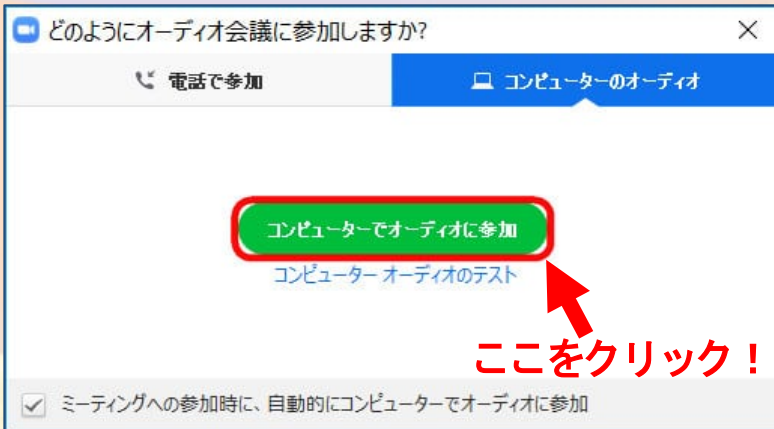 どのようにオーディオ会議に参加しますか?
電話で参加
コンピューターのオーディオ
コンピューターでオーディオに参加
コンピューター オーディオのテスト
ここをクリック！
ミーティングへの参加時に、自動的にコンピューターでオーディオに参加